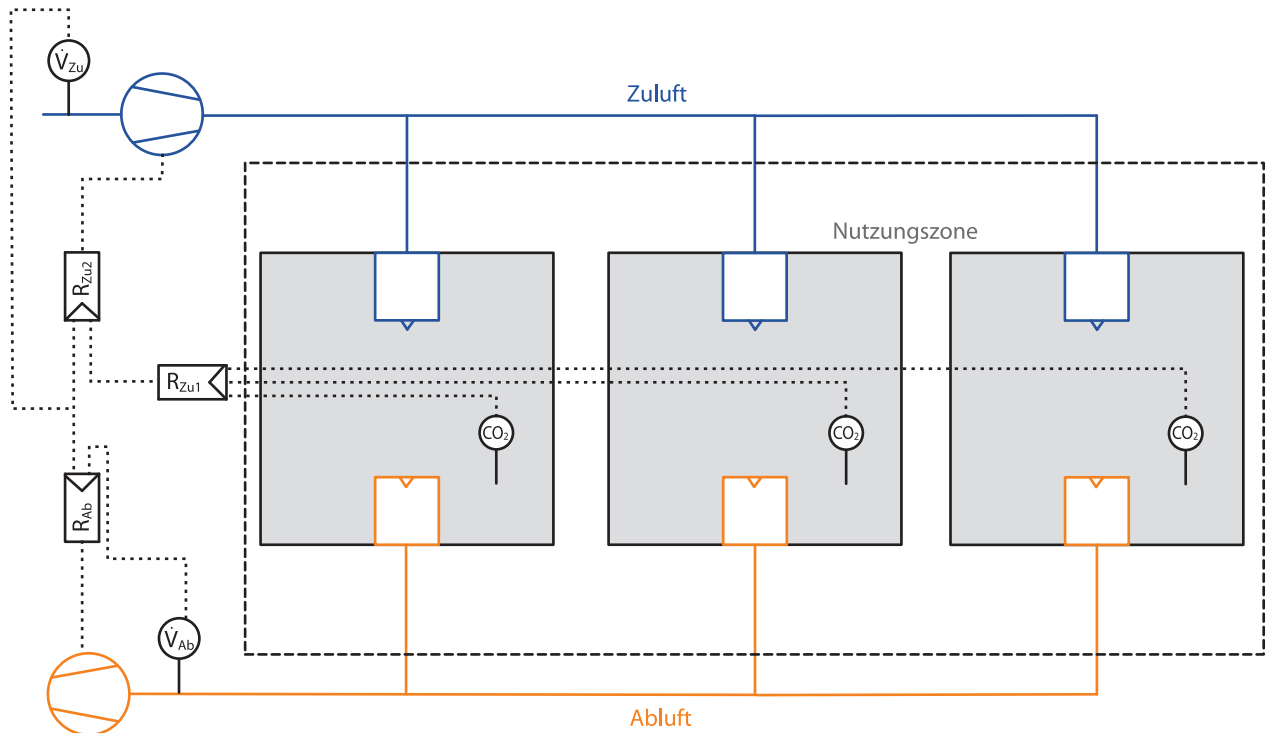 V̇Zu
Zuluft
Nutzungszone
RZu2
RZu1
CO₂
CO₂
CO₂
RAb
V̇Ab
Abluft